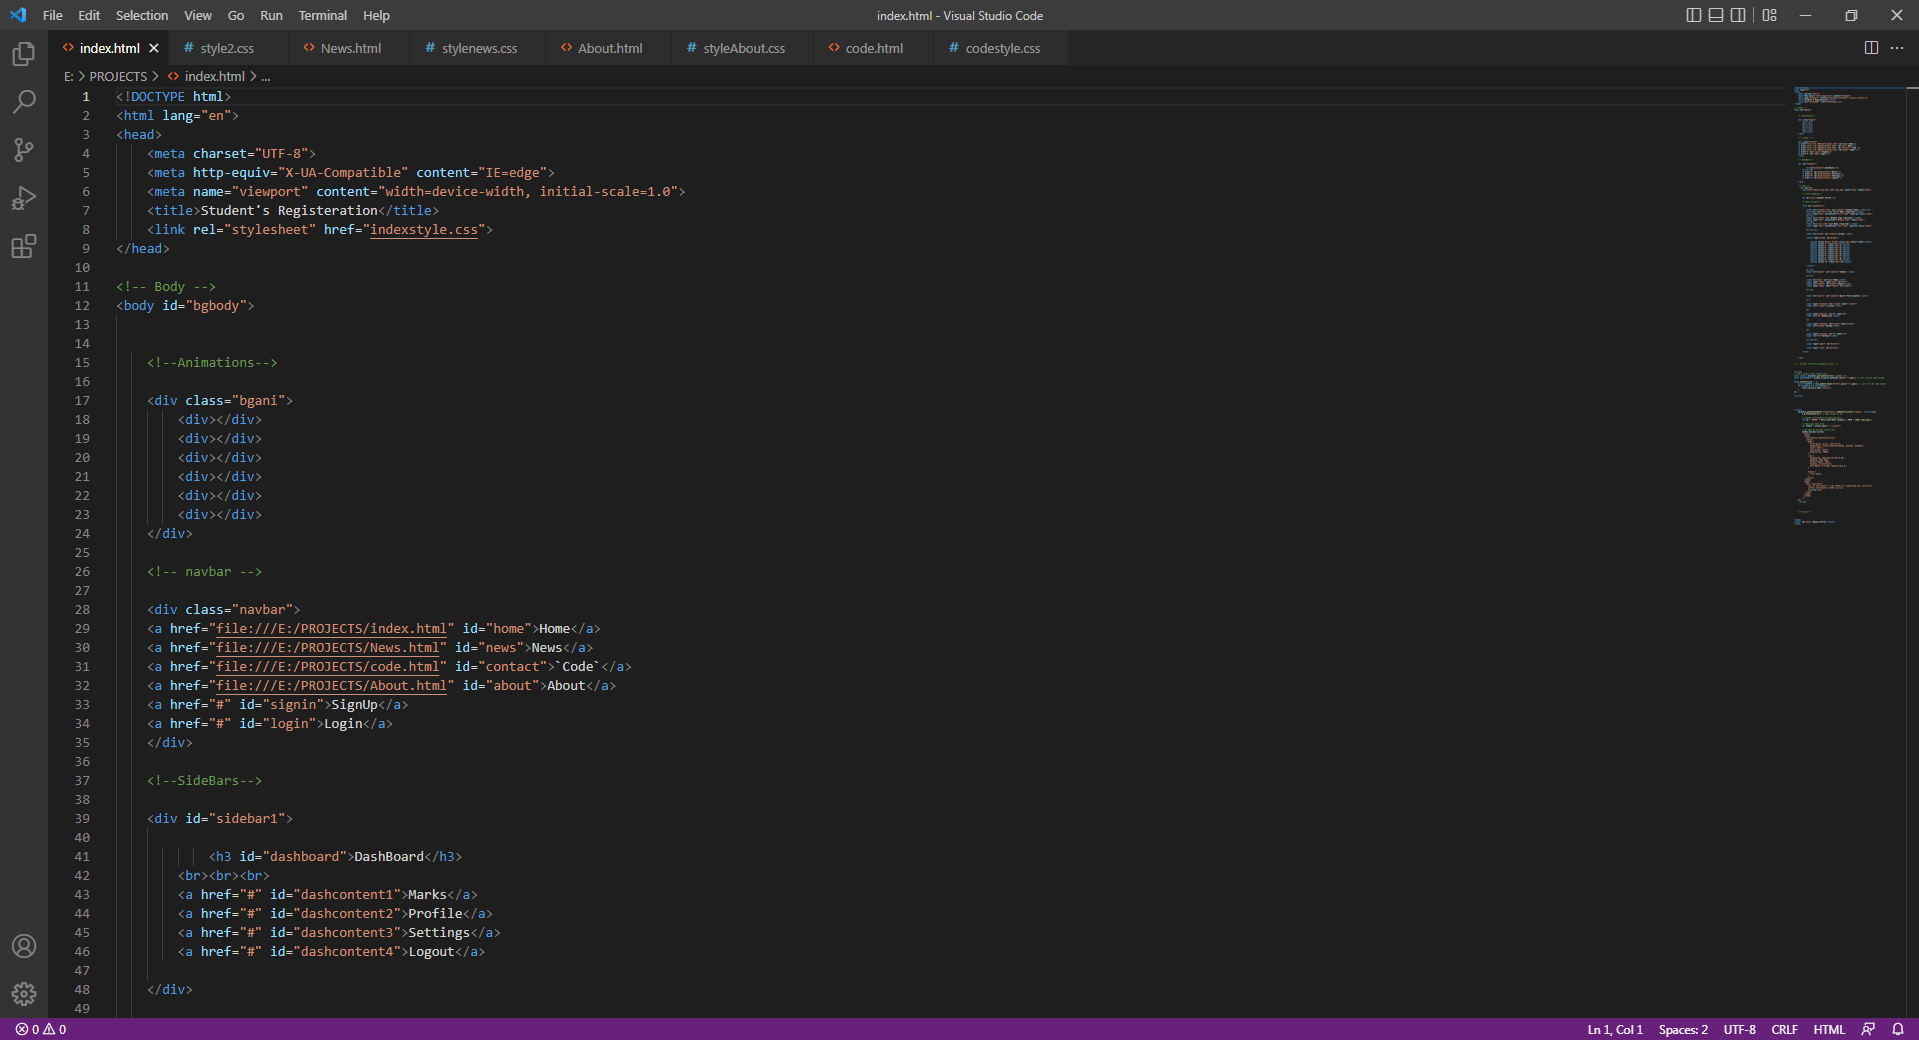 File Edit Selection View Go Run Terminal Help
index.html - Visual Studio Code
index.html style2.css News.html stylenews.css About.html styleAbout.css code.html codestyle.css
E: > PROJECTS > index.html > ...
1 <!DOCTYPE html>
2 <html lang="en">
3 <head>
4 <meta charset="UTF-8">
5 <meta http-equiv="X-UA-Compatible" content="IE=edge">
6 <meta name="viewport" content="width=device-width, initial-scale=1.0">
7 <title>Student's Registeration</title>
8 <link rel="stylesheet" href="indexstyle.css">
9 </head>
10
11 <!-- Body -->
12 <body id="bgbody">
13
14
15 <!--Animations-->
16
17 <div class="bgani">
18 <div></div>
19 <div></div>
20 <div></div>
21 <div></div>
22 <div></div>
23 <div></div>
24 </div>
25
26 <!-- navbar -->
27
28 <div class="navbar">
29 <a href="file:///E:/PROJECTS/index.html" id="home">Home</a>
30 <a href="file:///E:/PROJECTS/News.html" id="news">News</a>
31 <a href="file:///E:/PROJECTS/code.html" id="contact">`Code`</a>
32 <a href="file:///E:/PROJECTS/About.html" id="about">About</a>
33 <a href="#" id="signin">SignUp</a>
34 <a href="#" id="login">Login</a>
35 </div>
36
37 <!--SideBars-->
38
39 <div id="sidebar1">
40
41 <h3 id="dashboard">DashBoard</h3>
42 <br><br><br>
43 <a href="#" id="dashcontent1">Marks</a>
44 <a href="#" id="dashcontent2">Profile</a>
45 <a href="#" id="dashcontent3">Settings</a>
46 <a href="#" id="dashcontent4">Logout</a>
47
48 </div>
49
0 0 Ln 1, Col 1 Spaces: 2 UTF-8 CRLF HTML